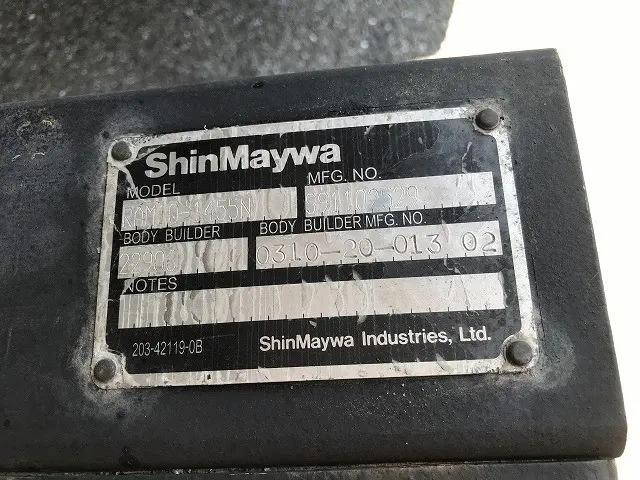 ShinMaywa
MODEL
MFG. NO.
BODY BUILDER
BODY BUILDER MFG. NO.
0310-20-013 02
NOTES
203-42119-0B
ShinMaywa Industries, Ltd.